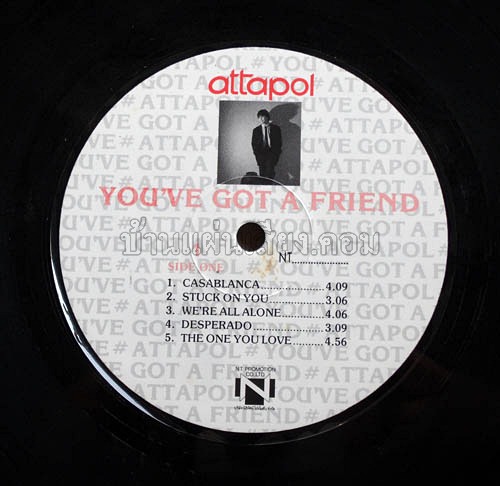 attapol
YOU'VE GOT A FRIEND
บ้านแผ่นเสียง.คอม
NT....................
SIDE ONE
1. CASABLANCA................4.09
2. STUCK ON YOU..............3.06
3. WE'RE ALL ALONE...........4.06
4. DESPERADO.................3.09
5. THE ONE YOU LOVE..........4.56
N.T PROMOTION
CO.,LTD.
N